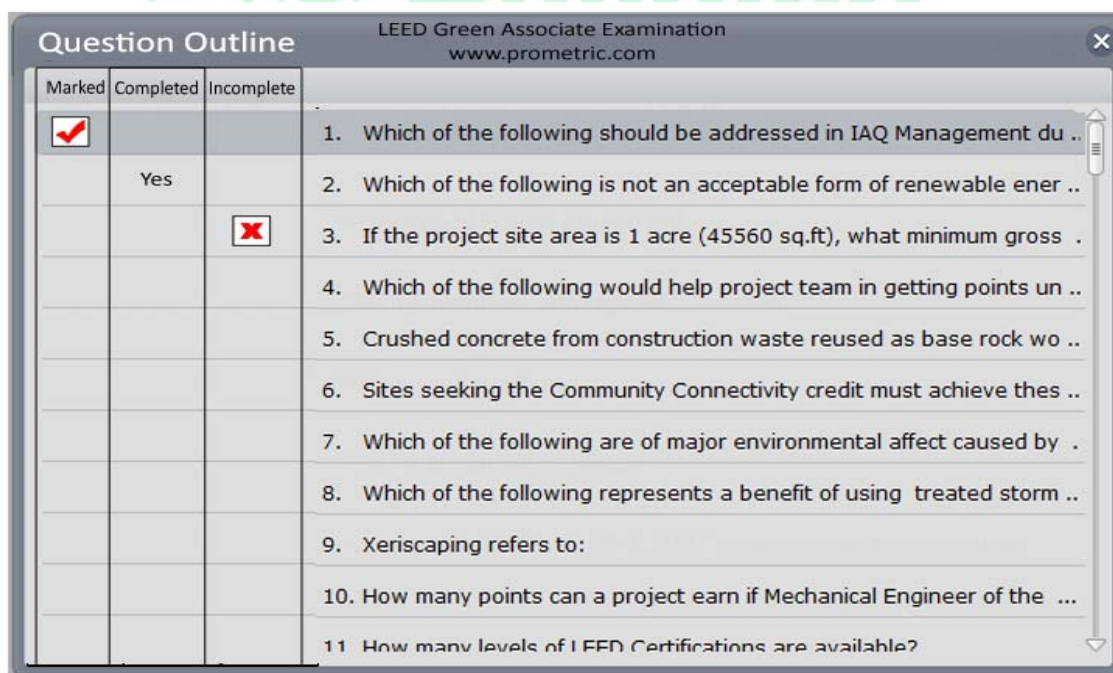 Question Outline
LEED Green Associate Examination
www.prometric.com
Marked Completed Incomplete
1. Which of the following should be addressed in IAQ Management du ..
Yes 2. Which of the following is not an acceptable form of renewable ener ..
3. If the project site area is 1 acre (45560 sq.ft), what minimum gross .
4. Which of the following would help project team in getting points un ..
5. Crushed concrete from construction waste reused as base rock wo ..
6. Sites seeking the Community Connectivity credit must achieve thes ..
7. Which of the following are of major environmental affect caused by .
8. Which of the following represents a benefit of using treated storm ..
9. Xeriscaping refers to:
10. How many points can a project earn if Mechanical Engineer of the ...
11 How many levels of LEED Certifications are available?